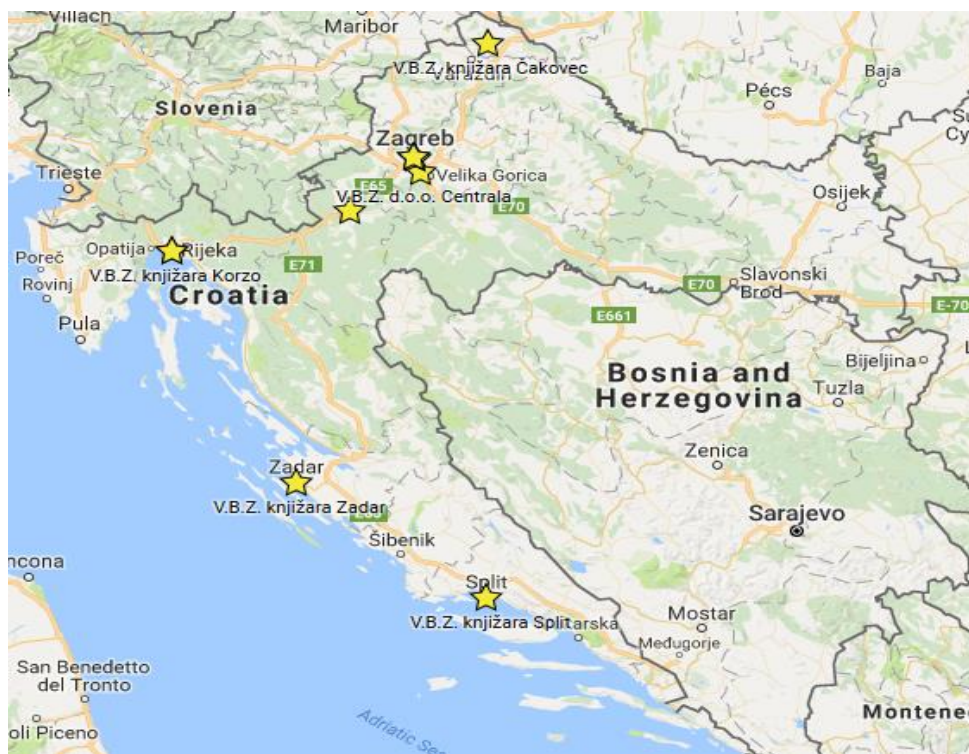 Villach
Maribor
V.B.Z. knjižara Čakovec
Varaždin
Baja
Pécs
Slovenia
Zagreb
Trieste
E65
Velika Gorica
V.B.Z. d.o.o. Centrala
E70
Osijek
Opatija
Rijeka
Poreč
V.B.Z. knjižara Korzo
E71
Rovinj
Croatia
E70
Slavonski
Brod
E-70
E661
Pula
Bosnia and
Herzegovina
Bijeljina
Tuzla
Zenica
Zadar
V.B.Z. knjižara Zadar
Sarajevo
Šibenik
ncona
Split
V.B.Z. knjižara Split
tarska
Mostar
Međugorje
San Benedetto
del Tronto
oli Piceno
Adriatic Se
Montene